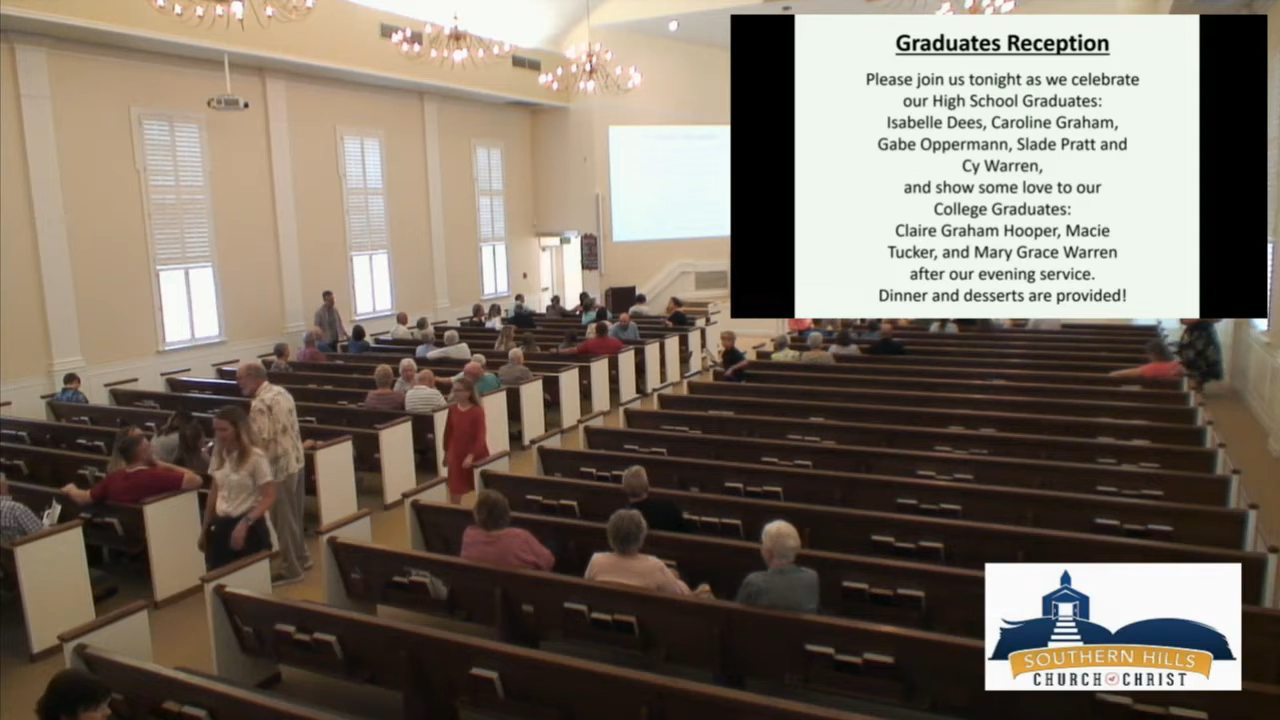 Graduates Reception
Please join us tonight as we celebrate
our High School Graduates:
Isabelle Dees, Caroline Graham,
Gabe Oppermann, Slade Pratt and
Cy Warren,
and show some love to our
College Graduates:
Claire Graham Hooper, Macie
Tucker, and Mary Grace Warren
after our evening service.
Dinner and desserts are provided!
SOUTHERN HILLS
CHURCH OF CHRIST